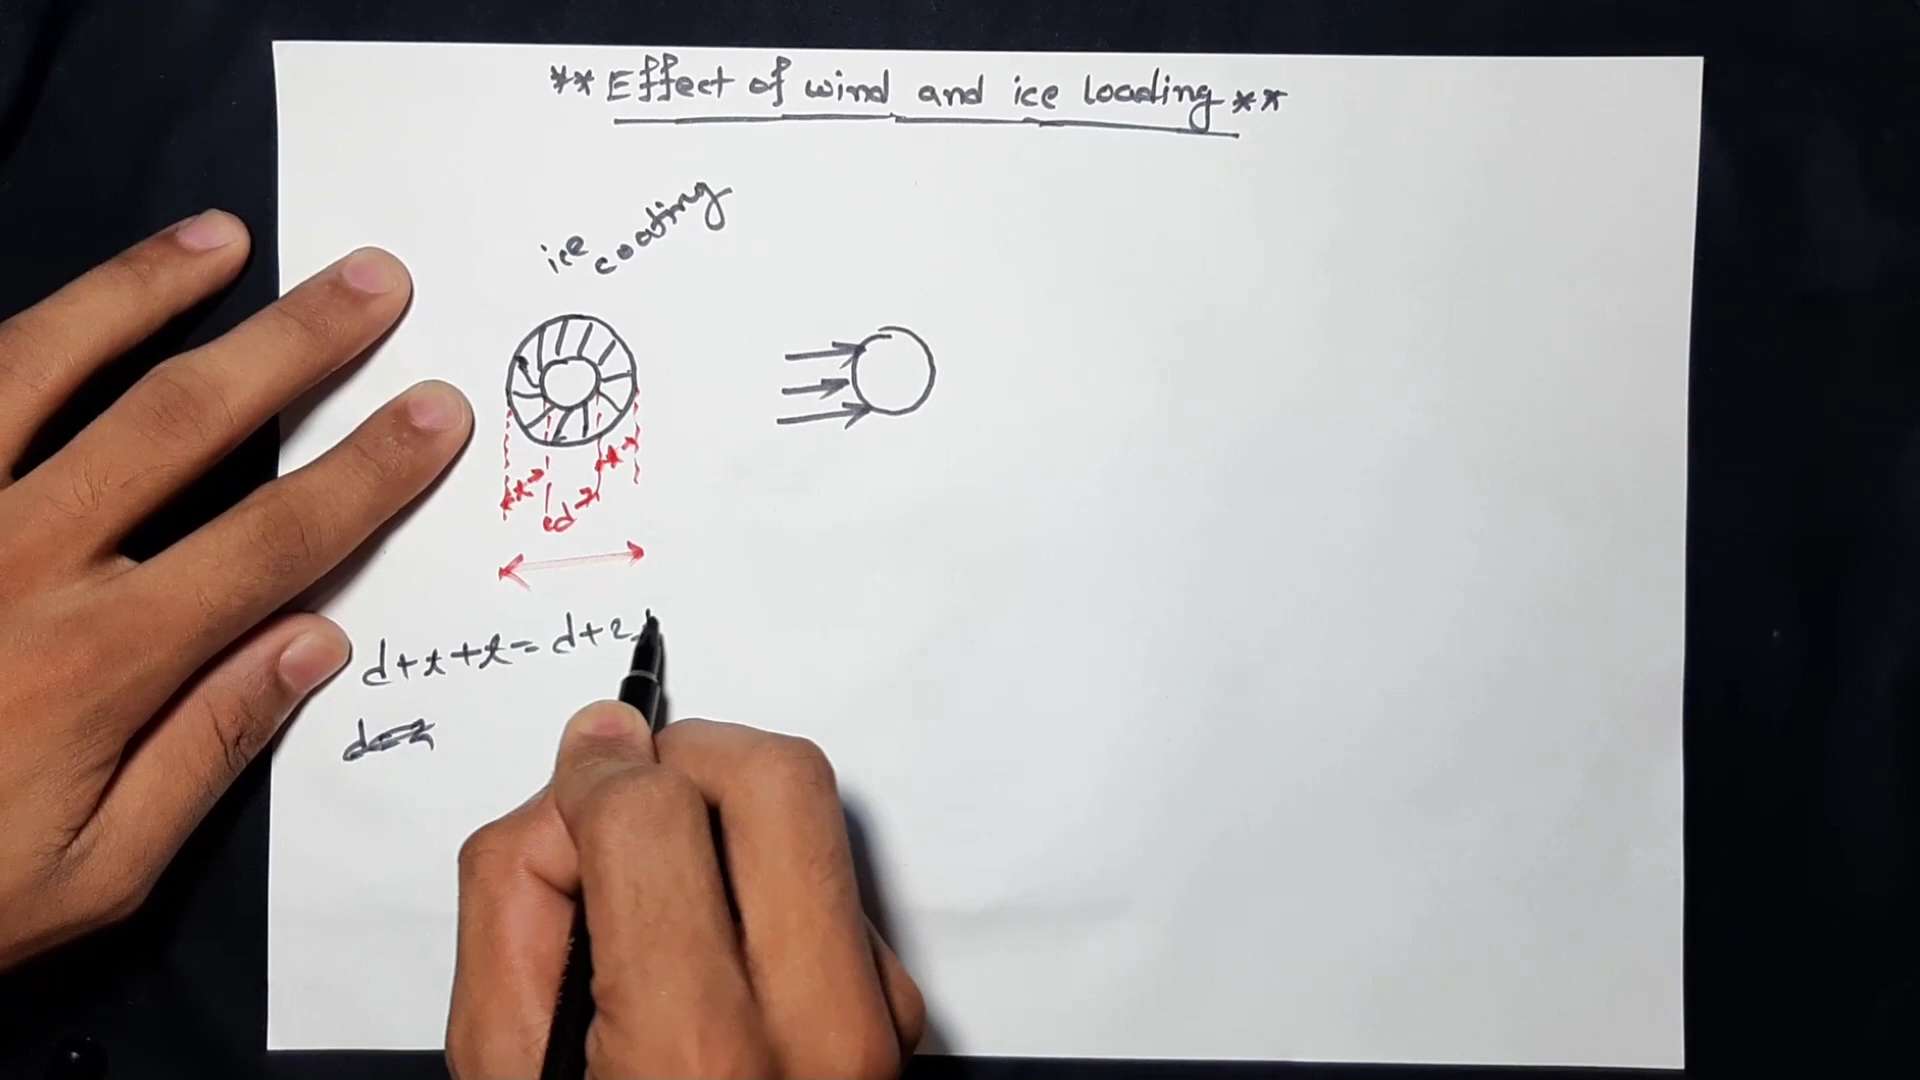 **Effect of wind and ice loading**
ice coating
t
t
d
d+t+t=d+2